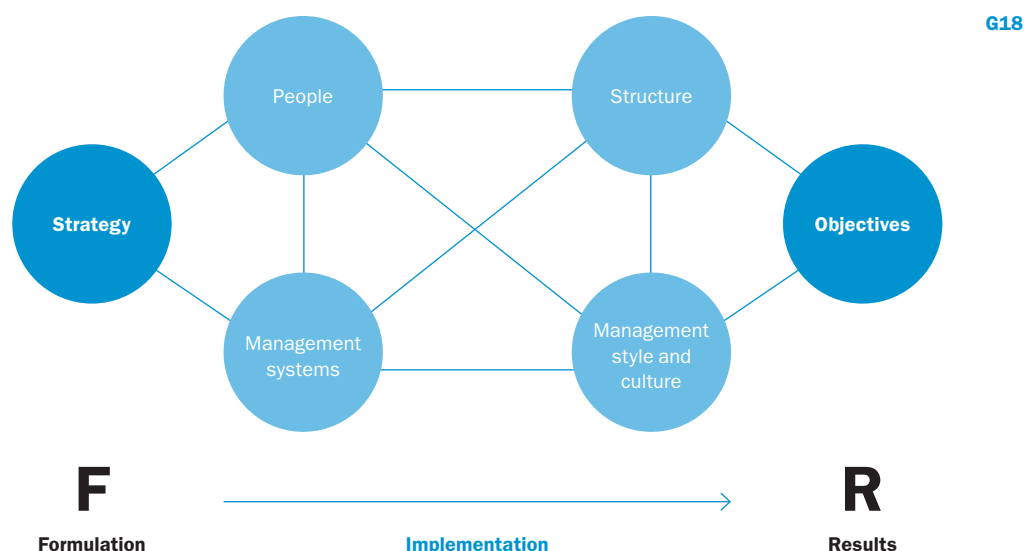 G18
People
Structure
Strategy
Objectives
Management
systems
Management
style and
culture
F
R
Formulation
Implementation
Results